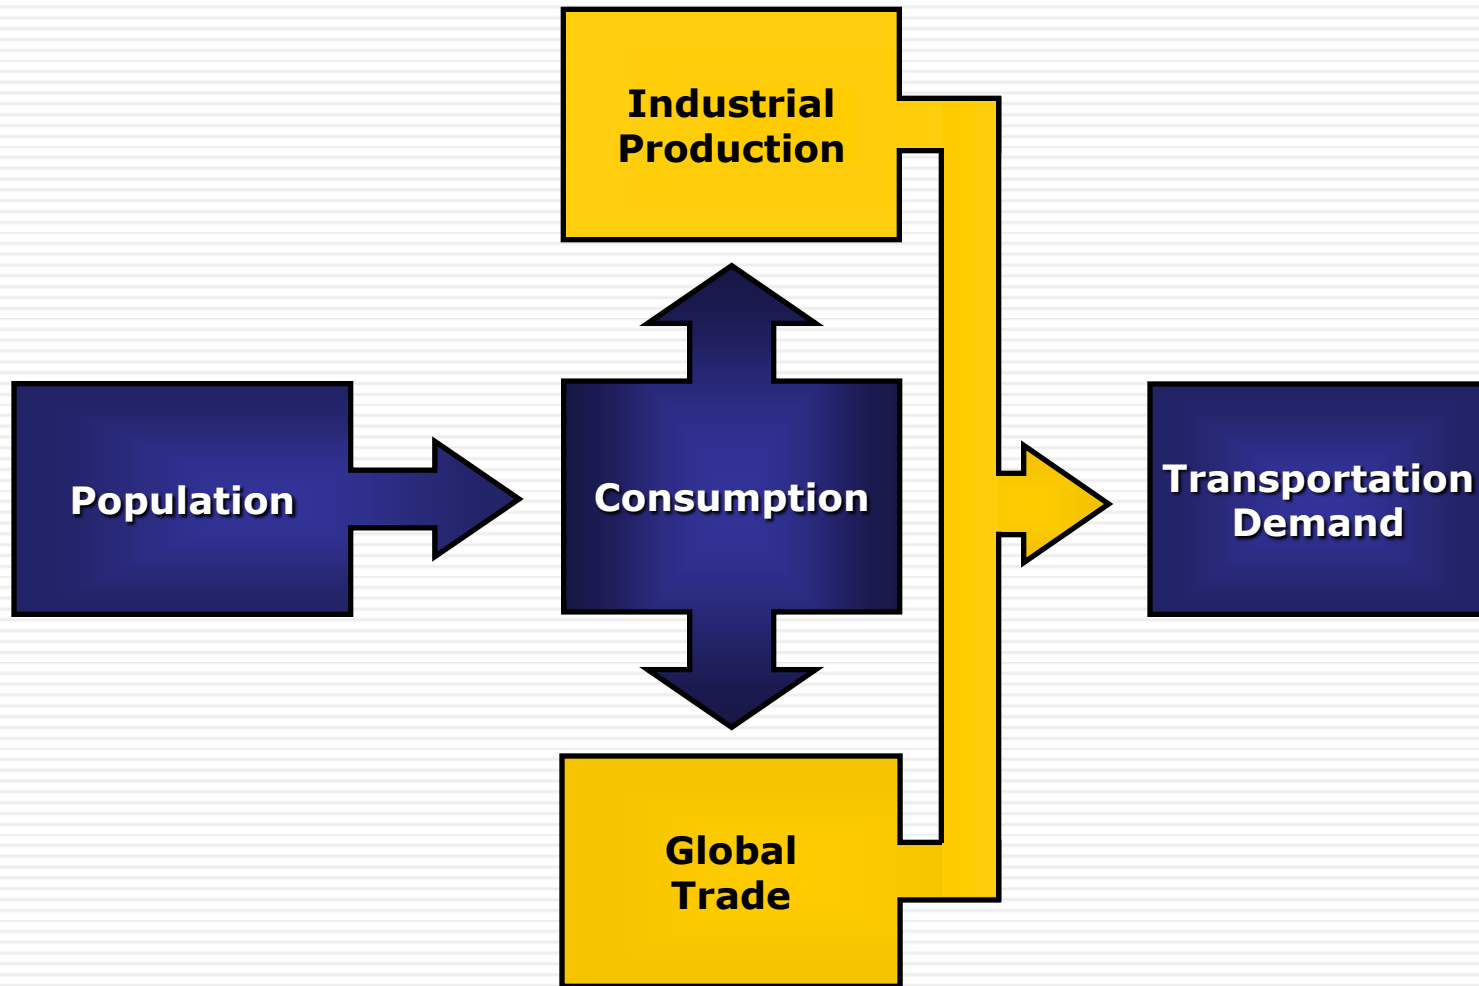 Industrial
Production
Population
Consumption
Transportation
Demand
Global
Trade